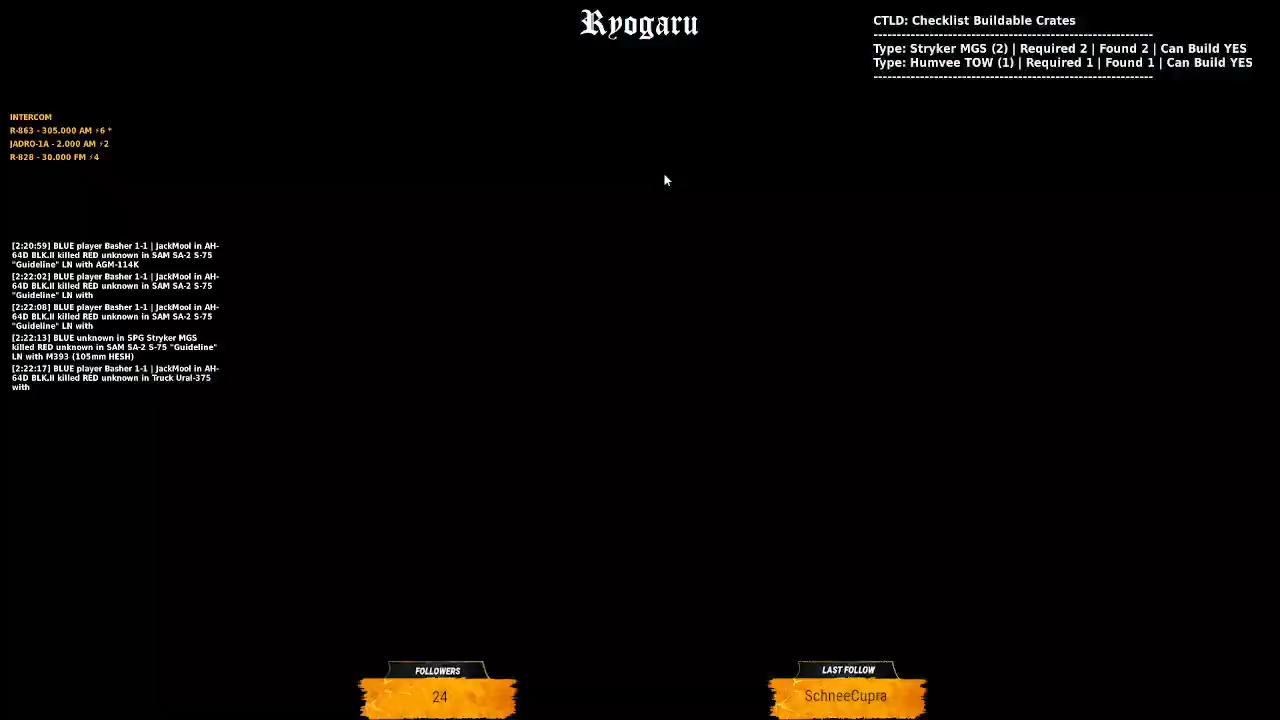 Ryogaru
CTLD: Checklist Buildable Crates
------------------------------------------------------------
Type: Stryker MGS (2) | Required 2 | Found 2 | Can Build YES
Type: Humvee TOW (1) | Required 1 | Found 1 | Can Build YES
------------------------------------------------------------
INTERCOM
R-863 - 305.000 AM ⚡6 *
JADRO-1A - 2.000 AM ⚡2
R-828 - 30.000 FM ⚡4
[2:20:59] BLUE player Basher 1-1 | JackMool in AH-
64D BLK.II killed RED unknown in SAM SA-2 S-75
"Guideline" LN with AGM-114K
[2:22:02] BLUE player Basher 1-1 | JackMool in AH-
64D BLK.II killed RED unknown in SAM SA-2 S-75
"Guideline" LN with
[2:22:08] BLUE player Basher 1-1 | JackMool in AH-
64D BLK.II killed RED unknown in SAM SA-2 S-75
"Guideline" LN with
[2:22:13] BLUE unknown in SPG Stryker MGS
killed RED unknown in SAM SA-2 S-75 "Guideline"
LN with M393 (105mm HESH)
[2:22:17] BLUE player Basher 1-1 | JackMool in AH-
64D BLK.II killed RED unknown in Truck Ural-375
with
FOLLOWERS
24
LAST FOLLOW
SchneeCupra